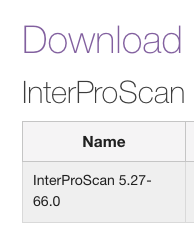 Download
InterProScan
Name
InterProScan 5.27-
66.0